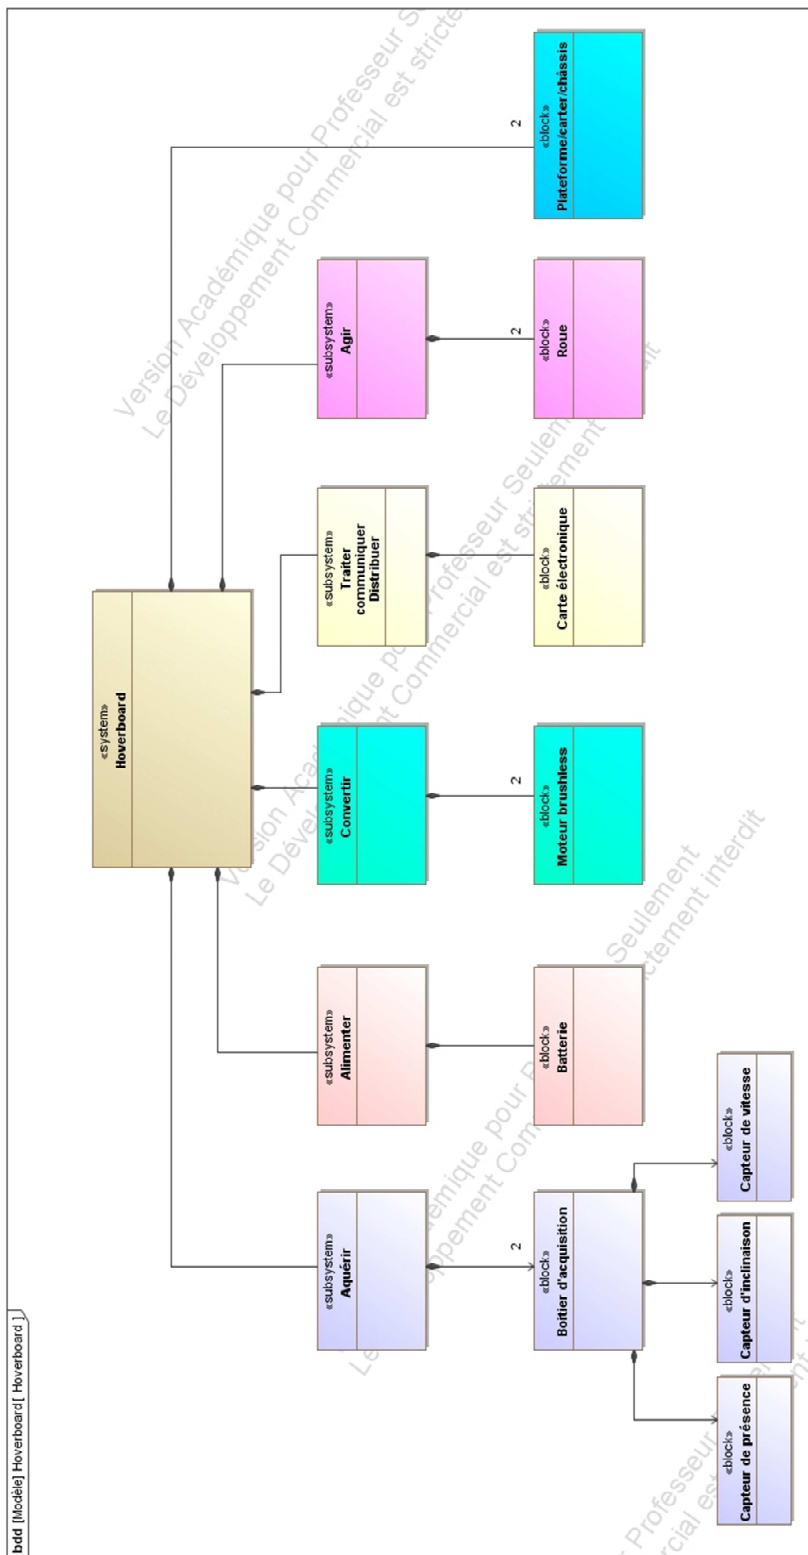 bdd [Modèle] Hoverboard [ Hoverboard ]
«system»
Hoverboard
«subsystem»
Aquérir
«subsystem»
Alimenter
«subsystem»
Convertir
«subsystem»
Traiter
communiquer
Distribuer
«subsystem»
Agir
2
«block»
Boitier d'acquisition
«block»
Batterie
2
«block»
Moteur brushless
«block»
Carte électronique
2
«block»
Roue
2
«block»
Plateforme/carter/châssis
«block»
Capteur de présence
«block»
Capteur d'inclinaison
«block»
Capteur de vitesse
Version Académique pour Professeur Seulement
Le Développement Commercial est strictement interdit